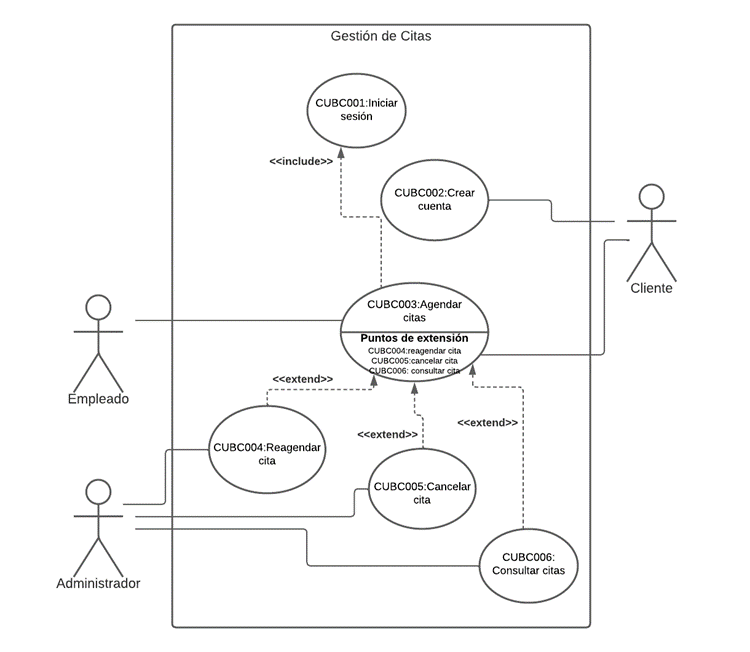 Gestión de Citas
CUBC001:Iniciar
sesión
<<include>>
CUBC002:Crear
cuenta
Cliente
CUBC003:Agendar
citas
Puntos de extensión
CUBC004:reagendar cita
CUBC005:cancelar cita
CUBC006: consultar cita
Empleado
<<extend>>
<<extend>>
<<extend>>
CUBC004:Reagendar
cita
CUBC005:Cancelar
cita
CUBC006:
Consultar citas
Administrador